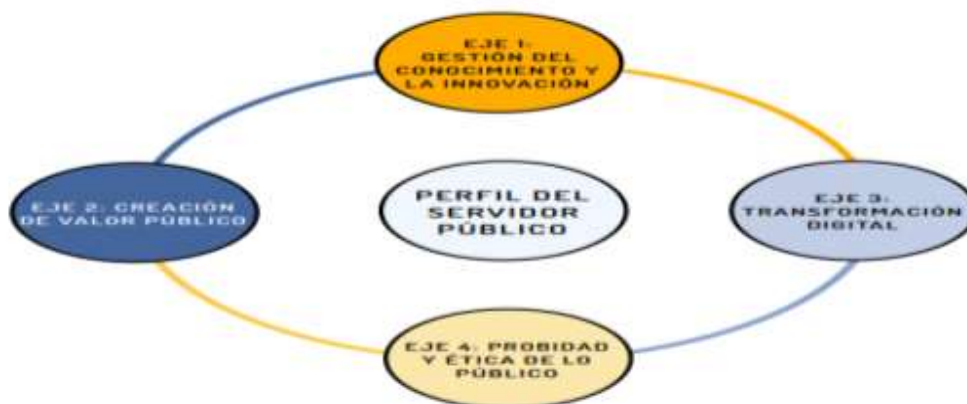 EJE 1:
GESTIÓN DEL
CONOCIMIENTO Y
LA INNOVACIÓN
EJE 2: CREACIÓN
DE VALOR PÚBLICO
PERFIL DEL
SERVIDOR
PÚBLICO
EJE 3:
TRANSFORMACIÓN
DIGITAL
EJE 4: PROBIDAD
Y ÉTICA DE LO
PÚBLICO